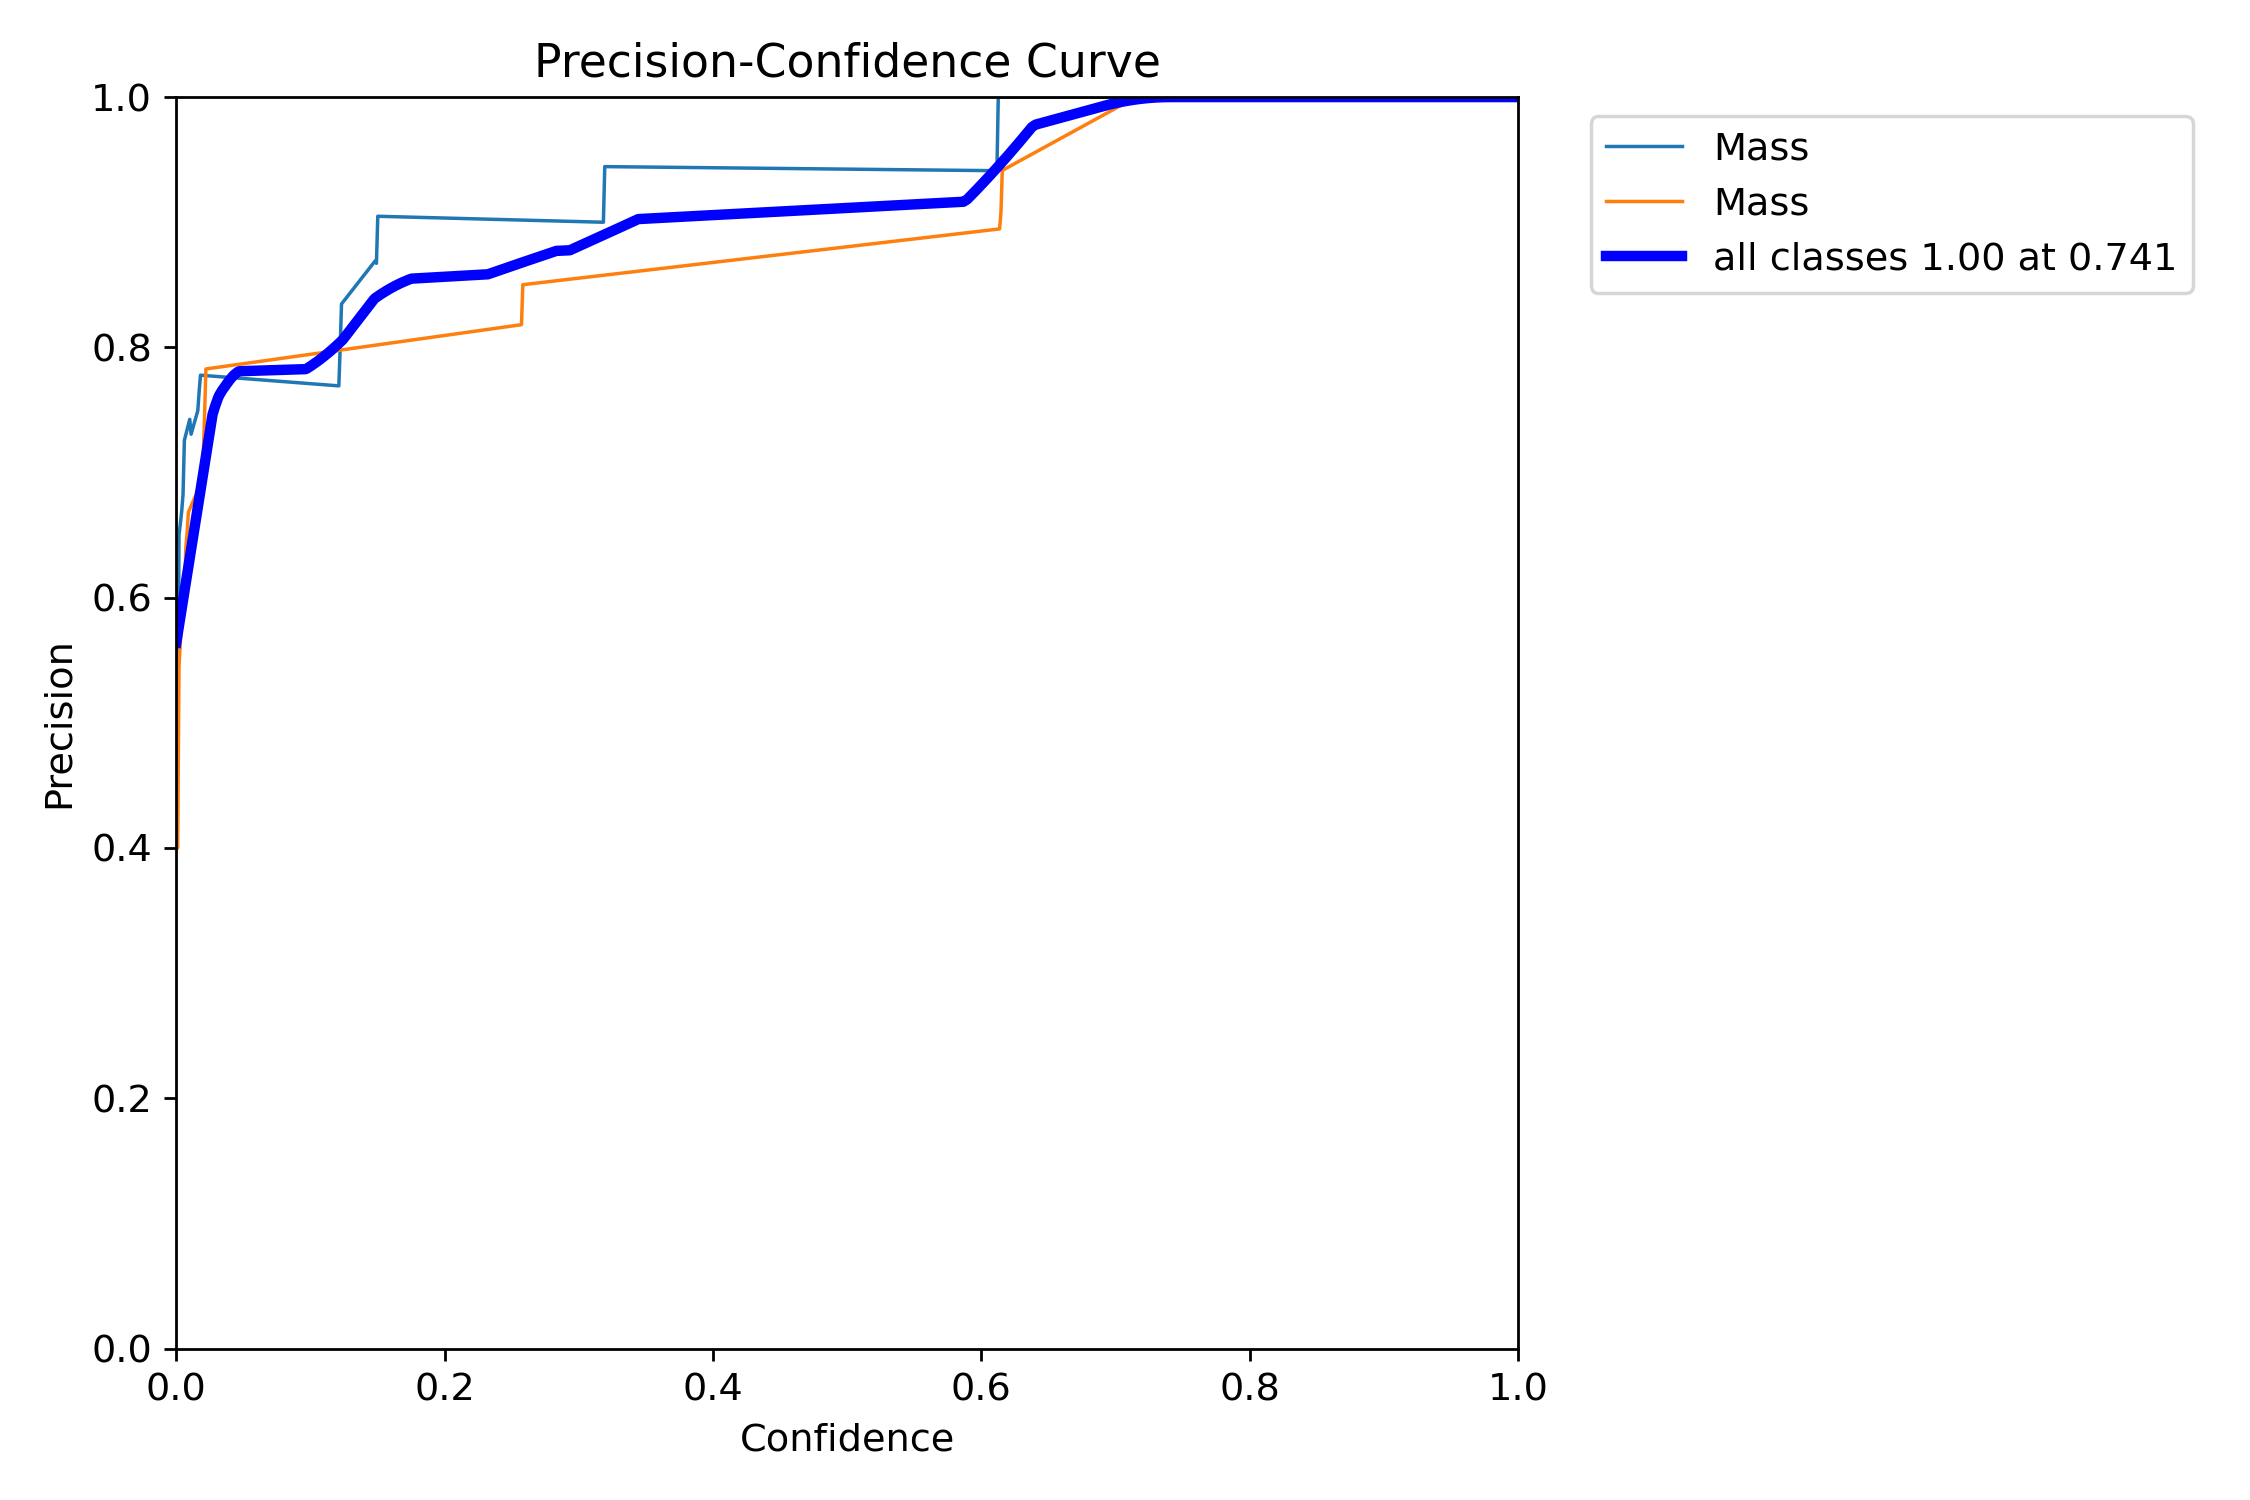 Precision-Confidence Curve
1.0
0.8
0.6
0.4
0.2
0.0
Precision
0.0 0.2 0.4 0.6 0.8 1.0
Confidence
Mass
Mass
all classes 1.00 at 0.741